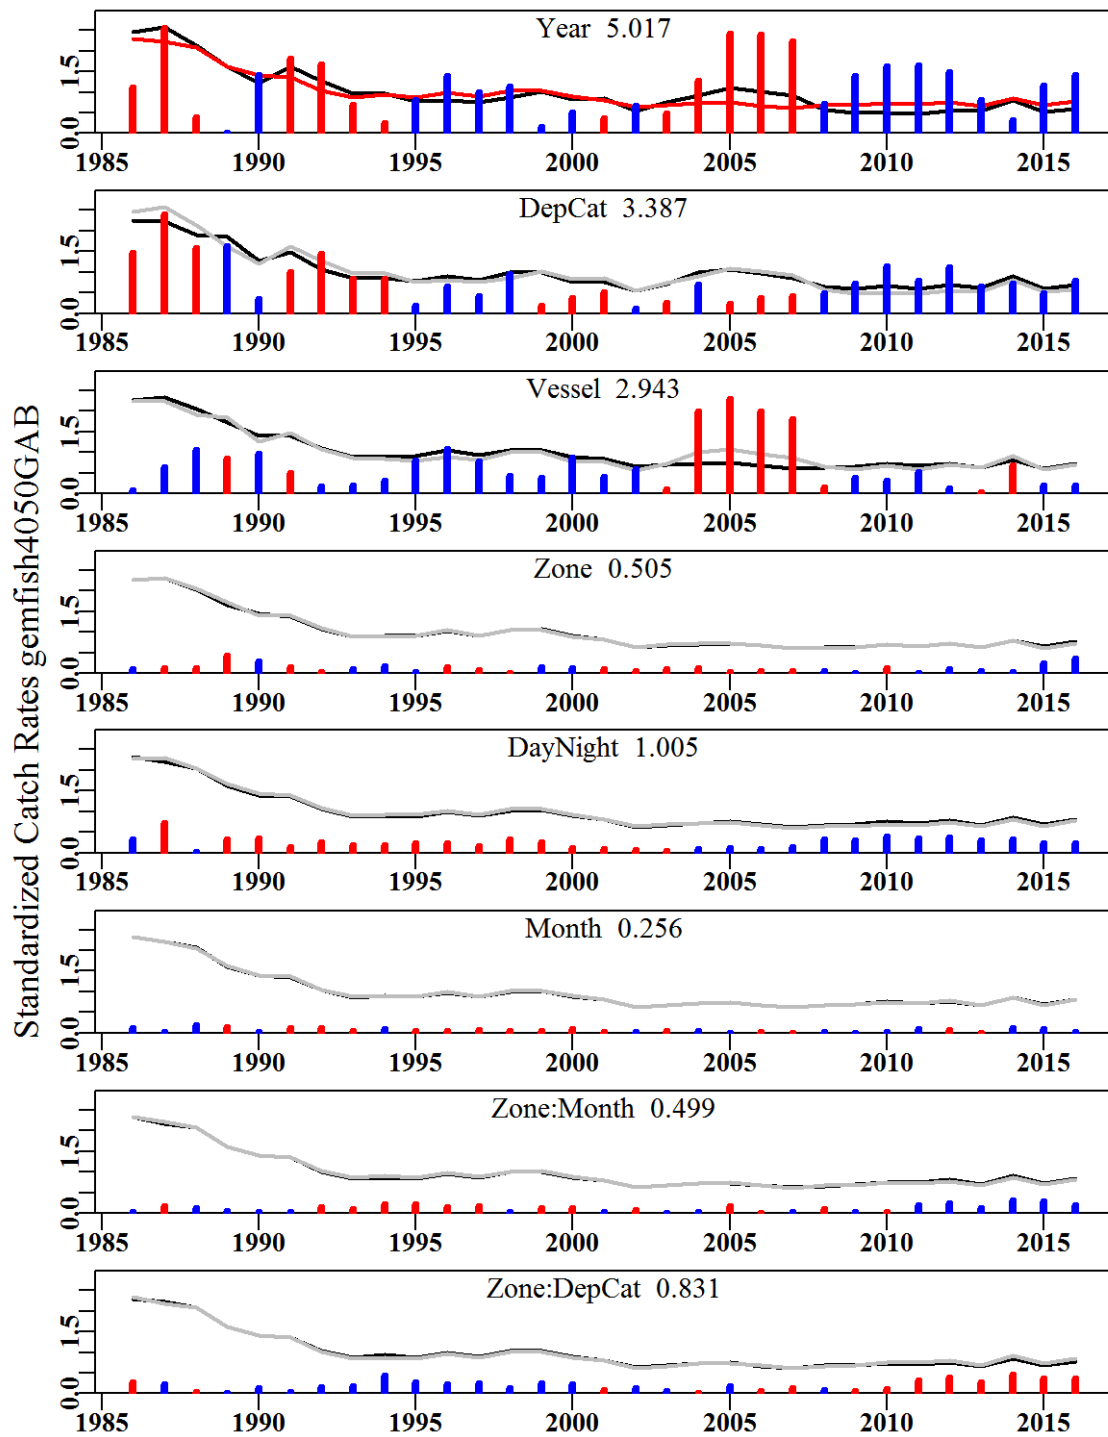 Standardized Catch Rates gemfish4050GAB
Year 5.017
0.0 1.5
1985 1990 1995 2000 2005 2010 2015
DepCat 3.387
0.0 1.5
1985 1990 1995 2000 2005 2010 2015
Vessel 2.943
0.0 1.5
1985 1990 1995 2000 2005 2010 2015
Zone 0.505
0.0 1.5
1985 1990 1995 2000 2005 2010 2015
DayNight 1.005
0.0 1.5
1985 1990 1995 2000 2005 2010 2015
Month 0.256
0.0 1.5
1985 1990 1995 2000 2005 2010 2015
Zone:Month 0.499
0.0 1.5
1985 1990 1995 2000 2005 2010 2015
Zone:DepCat 0.831
0.0 1.5
1985 1990 1995 2000 2005 2010 2015